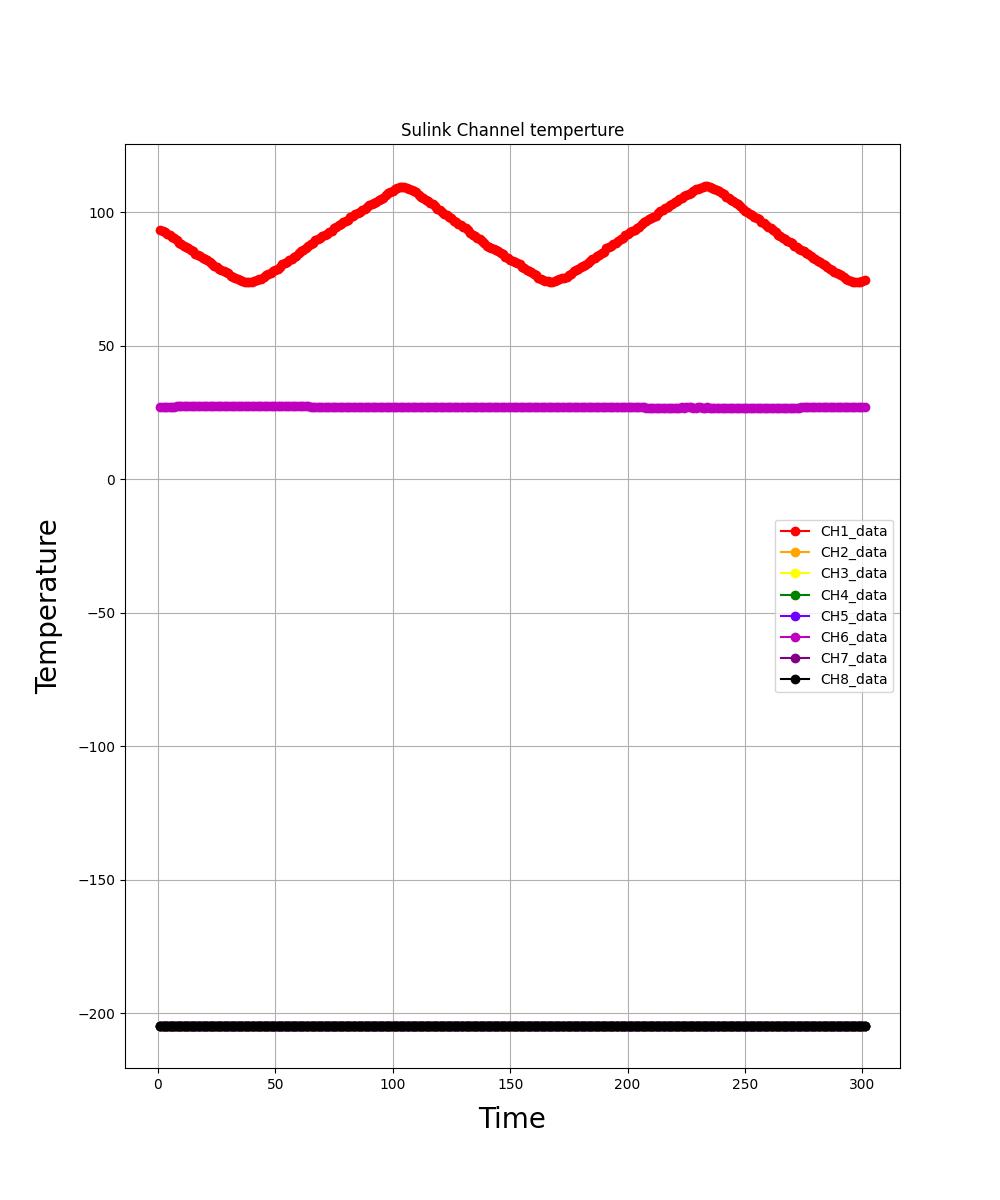 Sulink Channel temperture
100
50
0
−50
−100
−150
−200
Temperature
CH1_data
CH2_data
CH3_data
CH4_data
CH5_data
CH6_data
CH7_data
CH8_data
0 50 100 150 200 250 300
Time